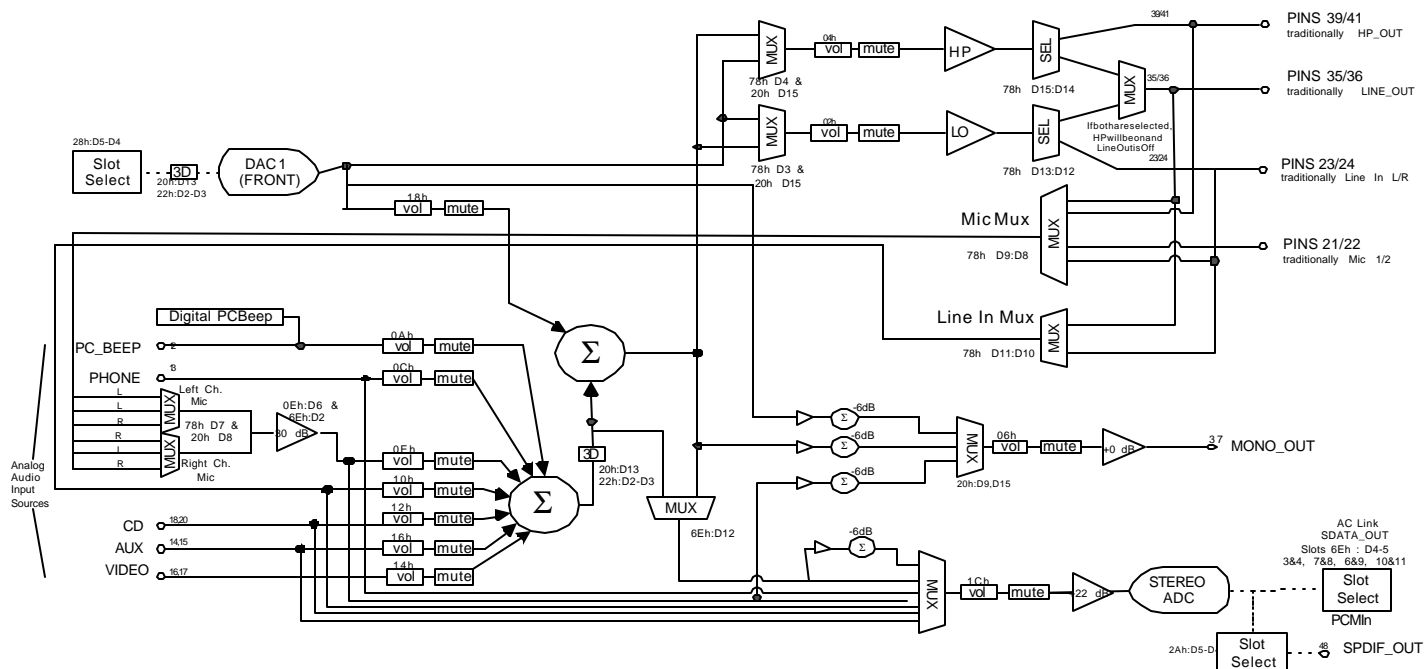 39/41
PINS 39/41
traditionally HP_OUT
04h
MUX
vol
mute
HP
SEL
78h D4 &
20h D15
78h D15:D14
MUX
35/36
PINS 35/36
traditionally LINE_OUT
02h
MUX
vol
mute
LO
SEL
Ifbothareselected,
HPwillbeonand
LineOutisOff
23/24
78h D3 &
20h D15
78h D13:D12
PINS 23/24
traditionally Line In L/R
28h:D5-D4
Slot
Select
3D
20h:D13
22h:D2-D3
DAC1
(FRONT)
18h
vol
mute
Mic Mux
MUX
78h D9:D8
PINS 21/22
traditionally Mic 1/2
Digital PCBeep
Line In Mux
MUX
78h D11:D10
PC_BEEP
2
0Ah
vol
mute
Σ
PHONE
13
0Ch
vol
mute
L
L
R
R
L
R
MUX
MUX
Left Ch.
Mic
78h D7 &
20h D8
Right Ch.
Mic
0Eh:D6 &
6Eh:D2
30 dB
Analog
Audio
Input
Sources
0Eh
vol
mute
10h
vol
mute
CD
18,20
12h
vol
mute
AUX
14,15
16h
vol
mute
VIDEO
16,17
14h
vol
mute
Σ
3D
20h:D13
22h:D2-D3
MUX
6Eh:D12
-6dB
Σ
-6dB
Σ
-6dB
Σ
MUX
20h:D9,D15
06h
vol
mute
+0 dB
37
MONO_OUT
-6dB
Σ
MUX
1Ch
vol
mute
22 dB
STEREO
ADC
AC Link
SDATA_OUT
Slots 6Eh : D4-5
3&4, 7&8, 6&9, 10&11
Slot
Select
PCMIn
2Ah:D5-D
Slot
Select
48
SPDIF_OUT